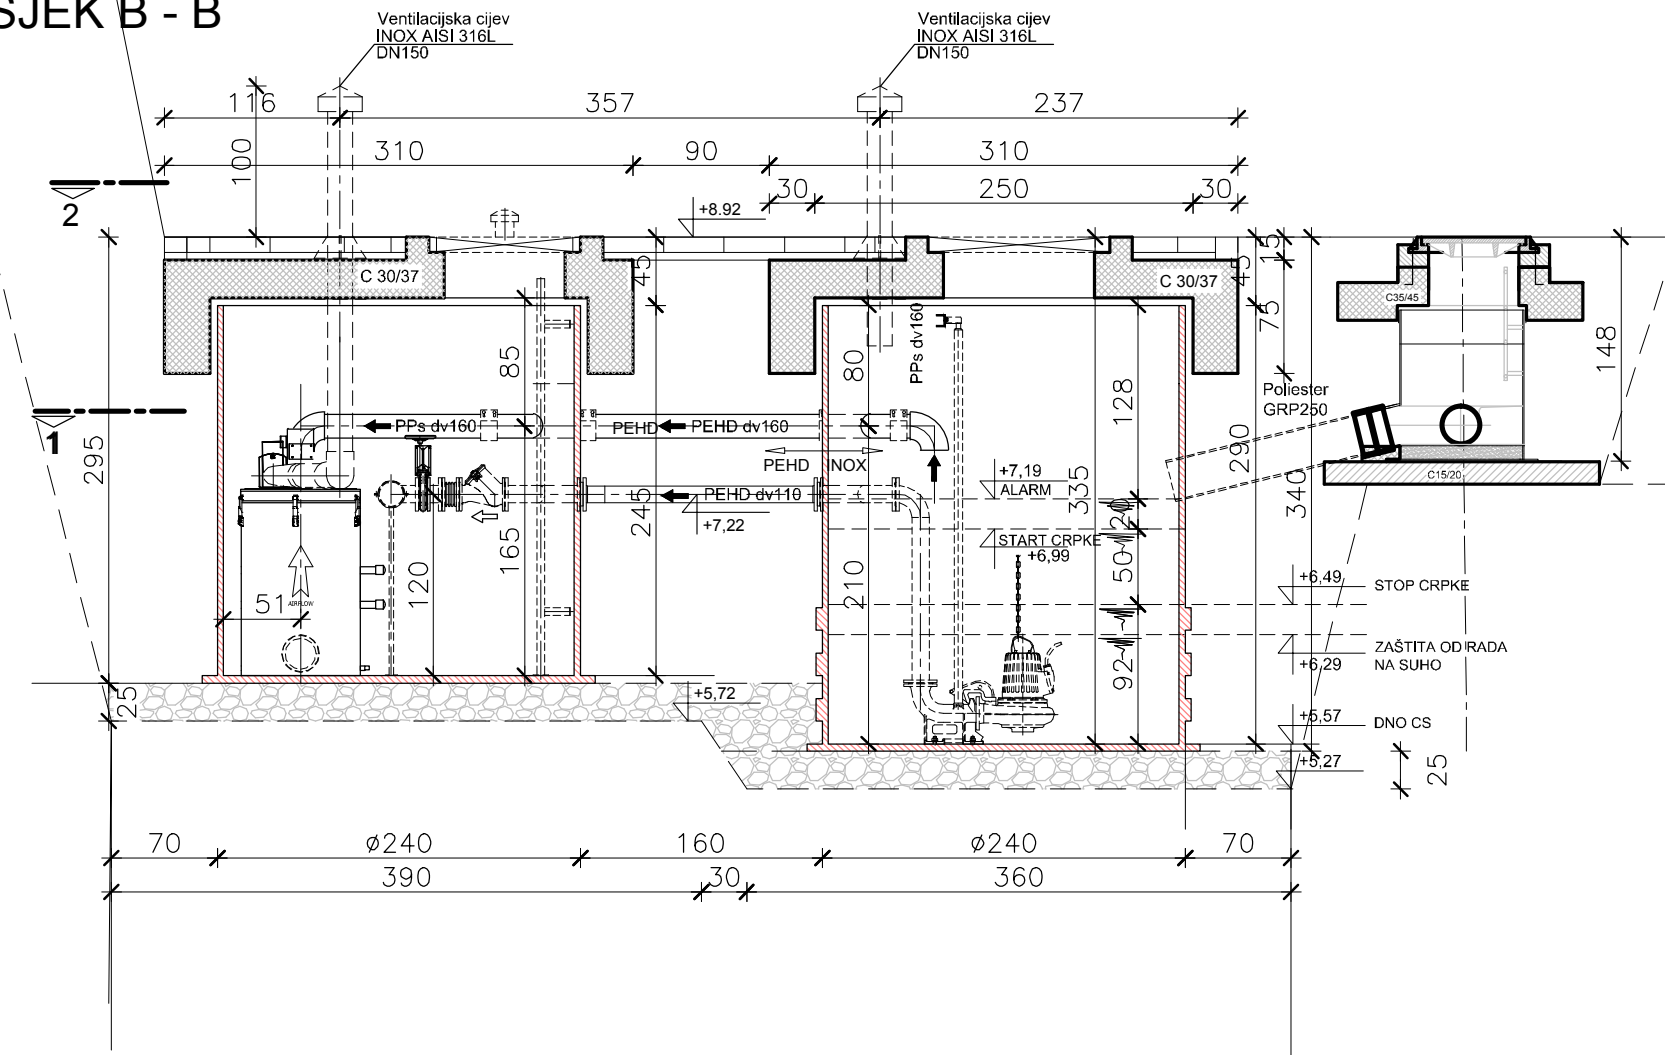 SJEK B - B
Ventilacijska cijev
INOX AISI 316L
DN150
Ventilacijska cijev
INOX AISI 316L
DN150
116
357
237
310
90
310
100
30
250
30
2
+8.92
C 30/37
C 30/37
C35/45
45
45
15
75
148
85
80
PPs dv160
128
Poliester
GRP250
1
PPs dv160
PEHD
PEHD dv160
PEHD
INOX
PEHD dv110
+7,22
+7,19
ALARM
START CRPKE
+6,99
C15/20
295
245
335
290
340
20
50
165
120
210
92
51
AIRFLOW
+6,49
STOP CRPKE
ZAŠTITA OD RADA
NA SUHO
+6,29
+5,72
25
+5,57
DNO CS
+5,27
25
70
ø240
160
ø240
70
390
30
360